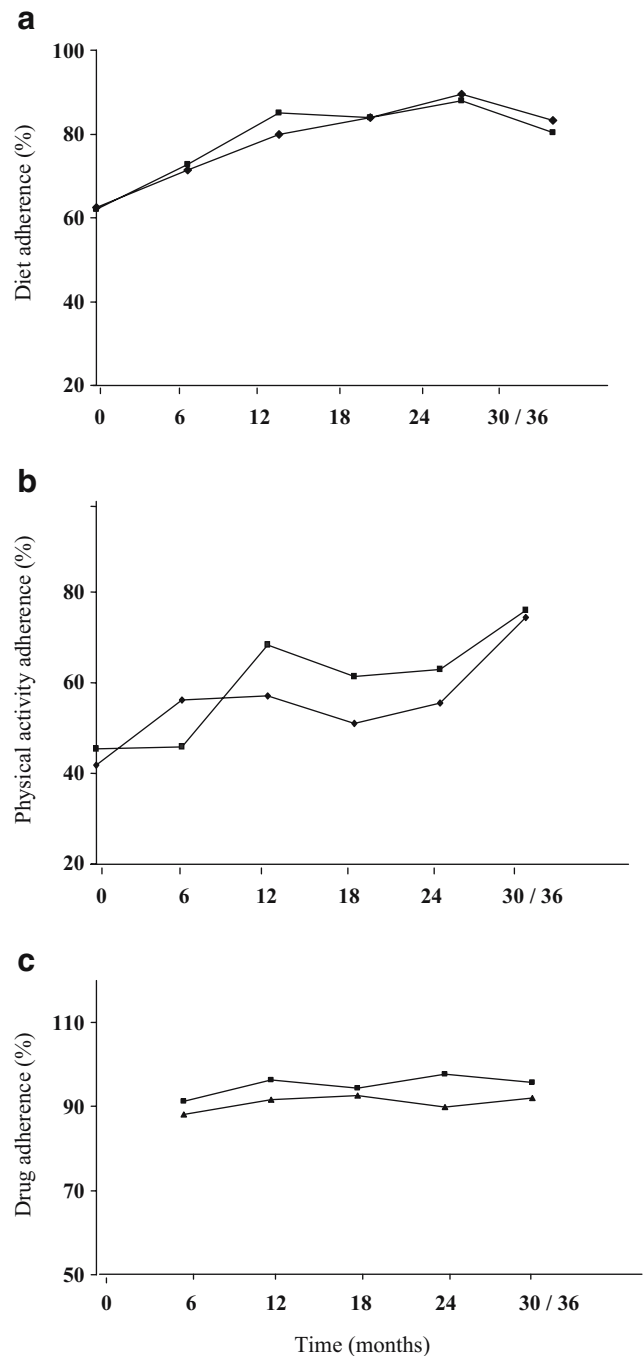 a
100
80
60
40
20
Diet adherence (%)
0 6 12 18 24 30 / 36
b
80
60
40
20
Physical activity adherence (%)
0 6 12 18 24 30 / 36
c
110
90
70
50
Drug adherence (%)
0 6 12 18 24 30 / 36
Time (months)